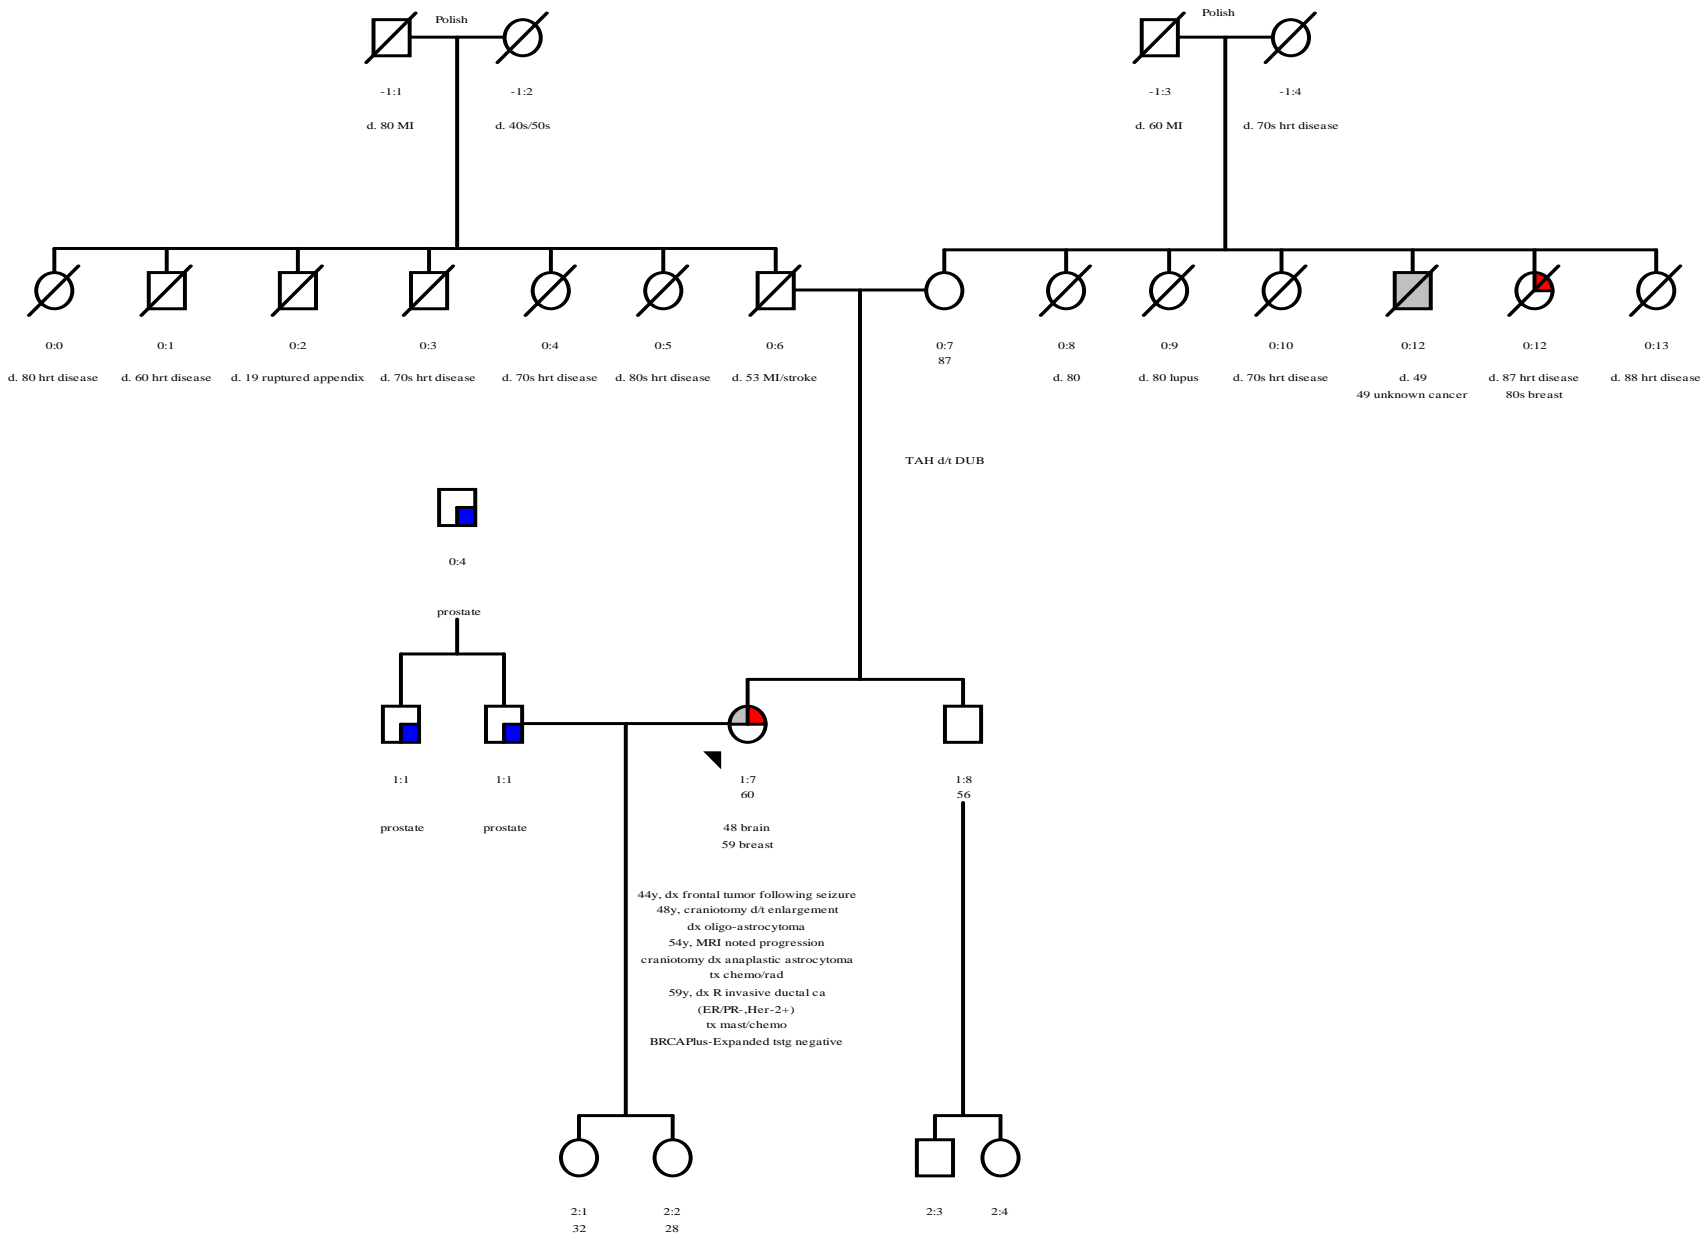 Polish
Polish
-1:1
-1:2
-1:3
-1:4
d. 80 MI
d. 40s/50s
d. 60 MI
d. 70s hrt disease
0:0
0:1
0:2
0:3
0:4
0:5
0:6
0:7
87
0:8
0:9
0:10
0:12
0:12
0:13
d. 80 hrt disease
d. 60 hrt disease
d. 19 ruptured appendix
d. 70s hrt disease
d. 70s hrt disease
d. 80s hrt disease
d. 53 MI/stroke
d. 80
d. 80 lupus
d. 70s hrt disease
d. 49
49 unknown cancer
d. 87 hrt disease
80s breast
d. 88 hrt disease
TAH d/t DUB
0:4
prostate
1:1
1:1
1:7
60
1:8
56
prostate
prostate
48 brain
59 breast
44y, dx frontal tumor following seizure
48y, craniotomy d/t enlargement
dx oligo-astrocytoma
54y, MRI noted progression
craniotomy dx anaplastic astrocytoma
tx chemo/rad
59y, dx R invasive ductal ca
(ER/PR-,Her-2+)
tx mast/chemo
BRCAPlus-Expanded tstg negative
2:1
32
2:2
28
2:3
2:4